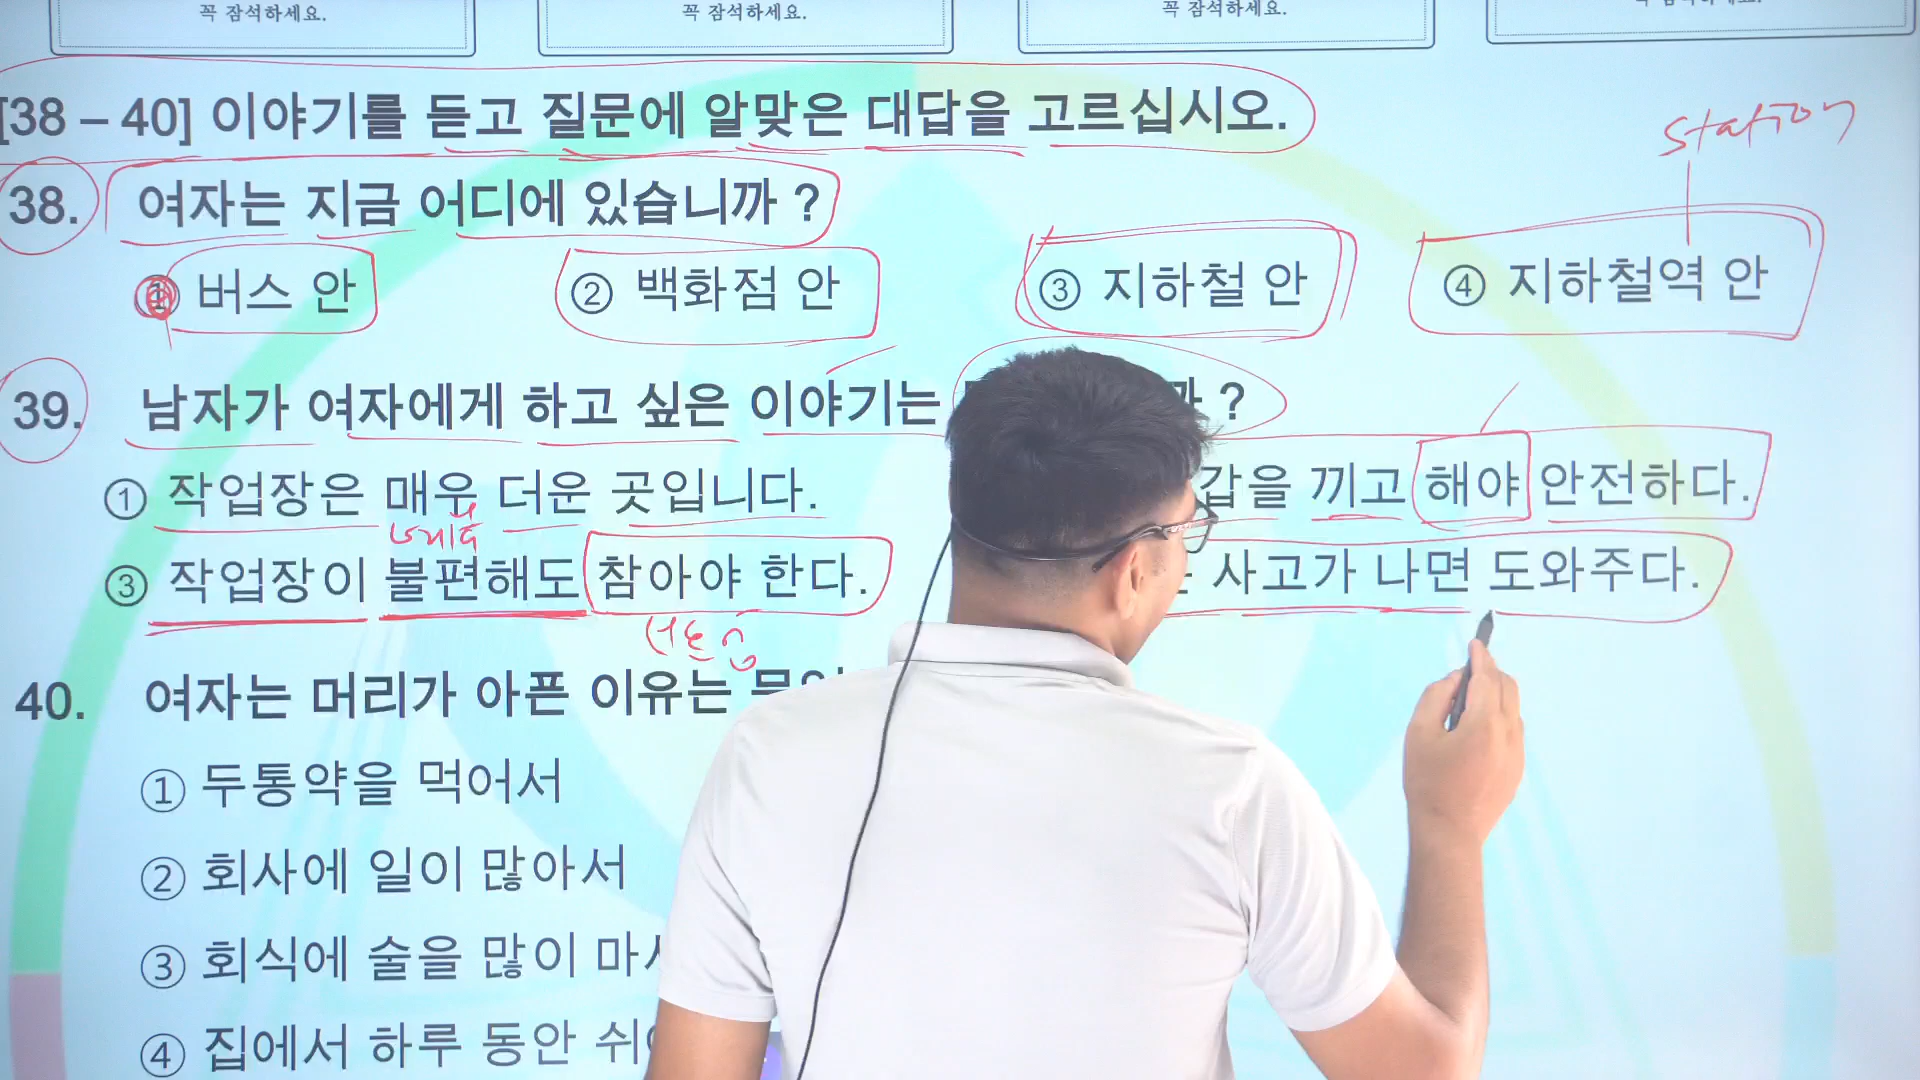 꼭 잠석하세요. 꼭 잠석하세요. 꼭 잠석하세요.
[38 – 40] 이야기를 듣고 질문에 알맞은 대답을 고르십시오.
station
38. 여자는 지금 어디에 있습니까 ?
① 버스 안 ② 백화점 안 ③ 지하철 안 ④ 지하철역 안
39. 남자가 여자에게 하고 싶은 이야기는 ?
① 작업장은 매우 더운 곳입니다. 끼고 해야 안전하다.
③ 작업장이 불편해도 참아야 한다. 사고가 나면 도와주다.
40. 여자는 머리가 아픈 이유는
① 두통약을 먹어서
② 회사에 일이 많아서
③ 회식에 술을 많이
④ 집에서 하루 동안